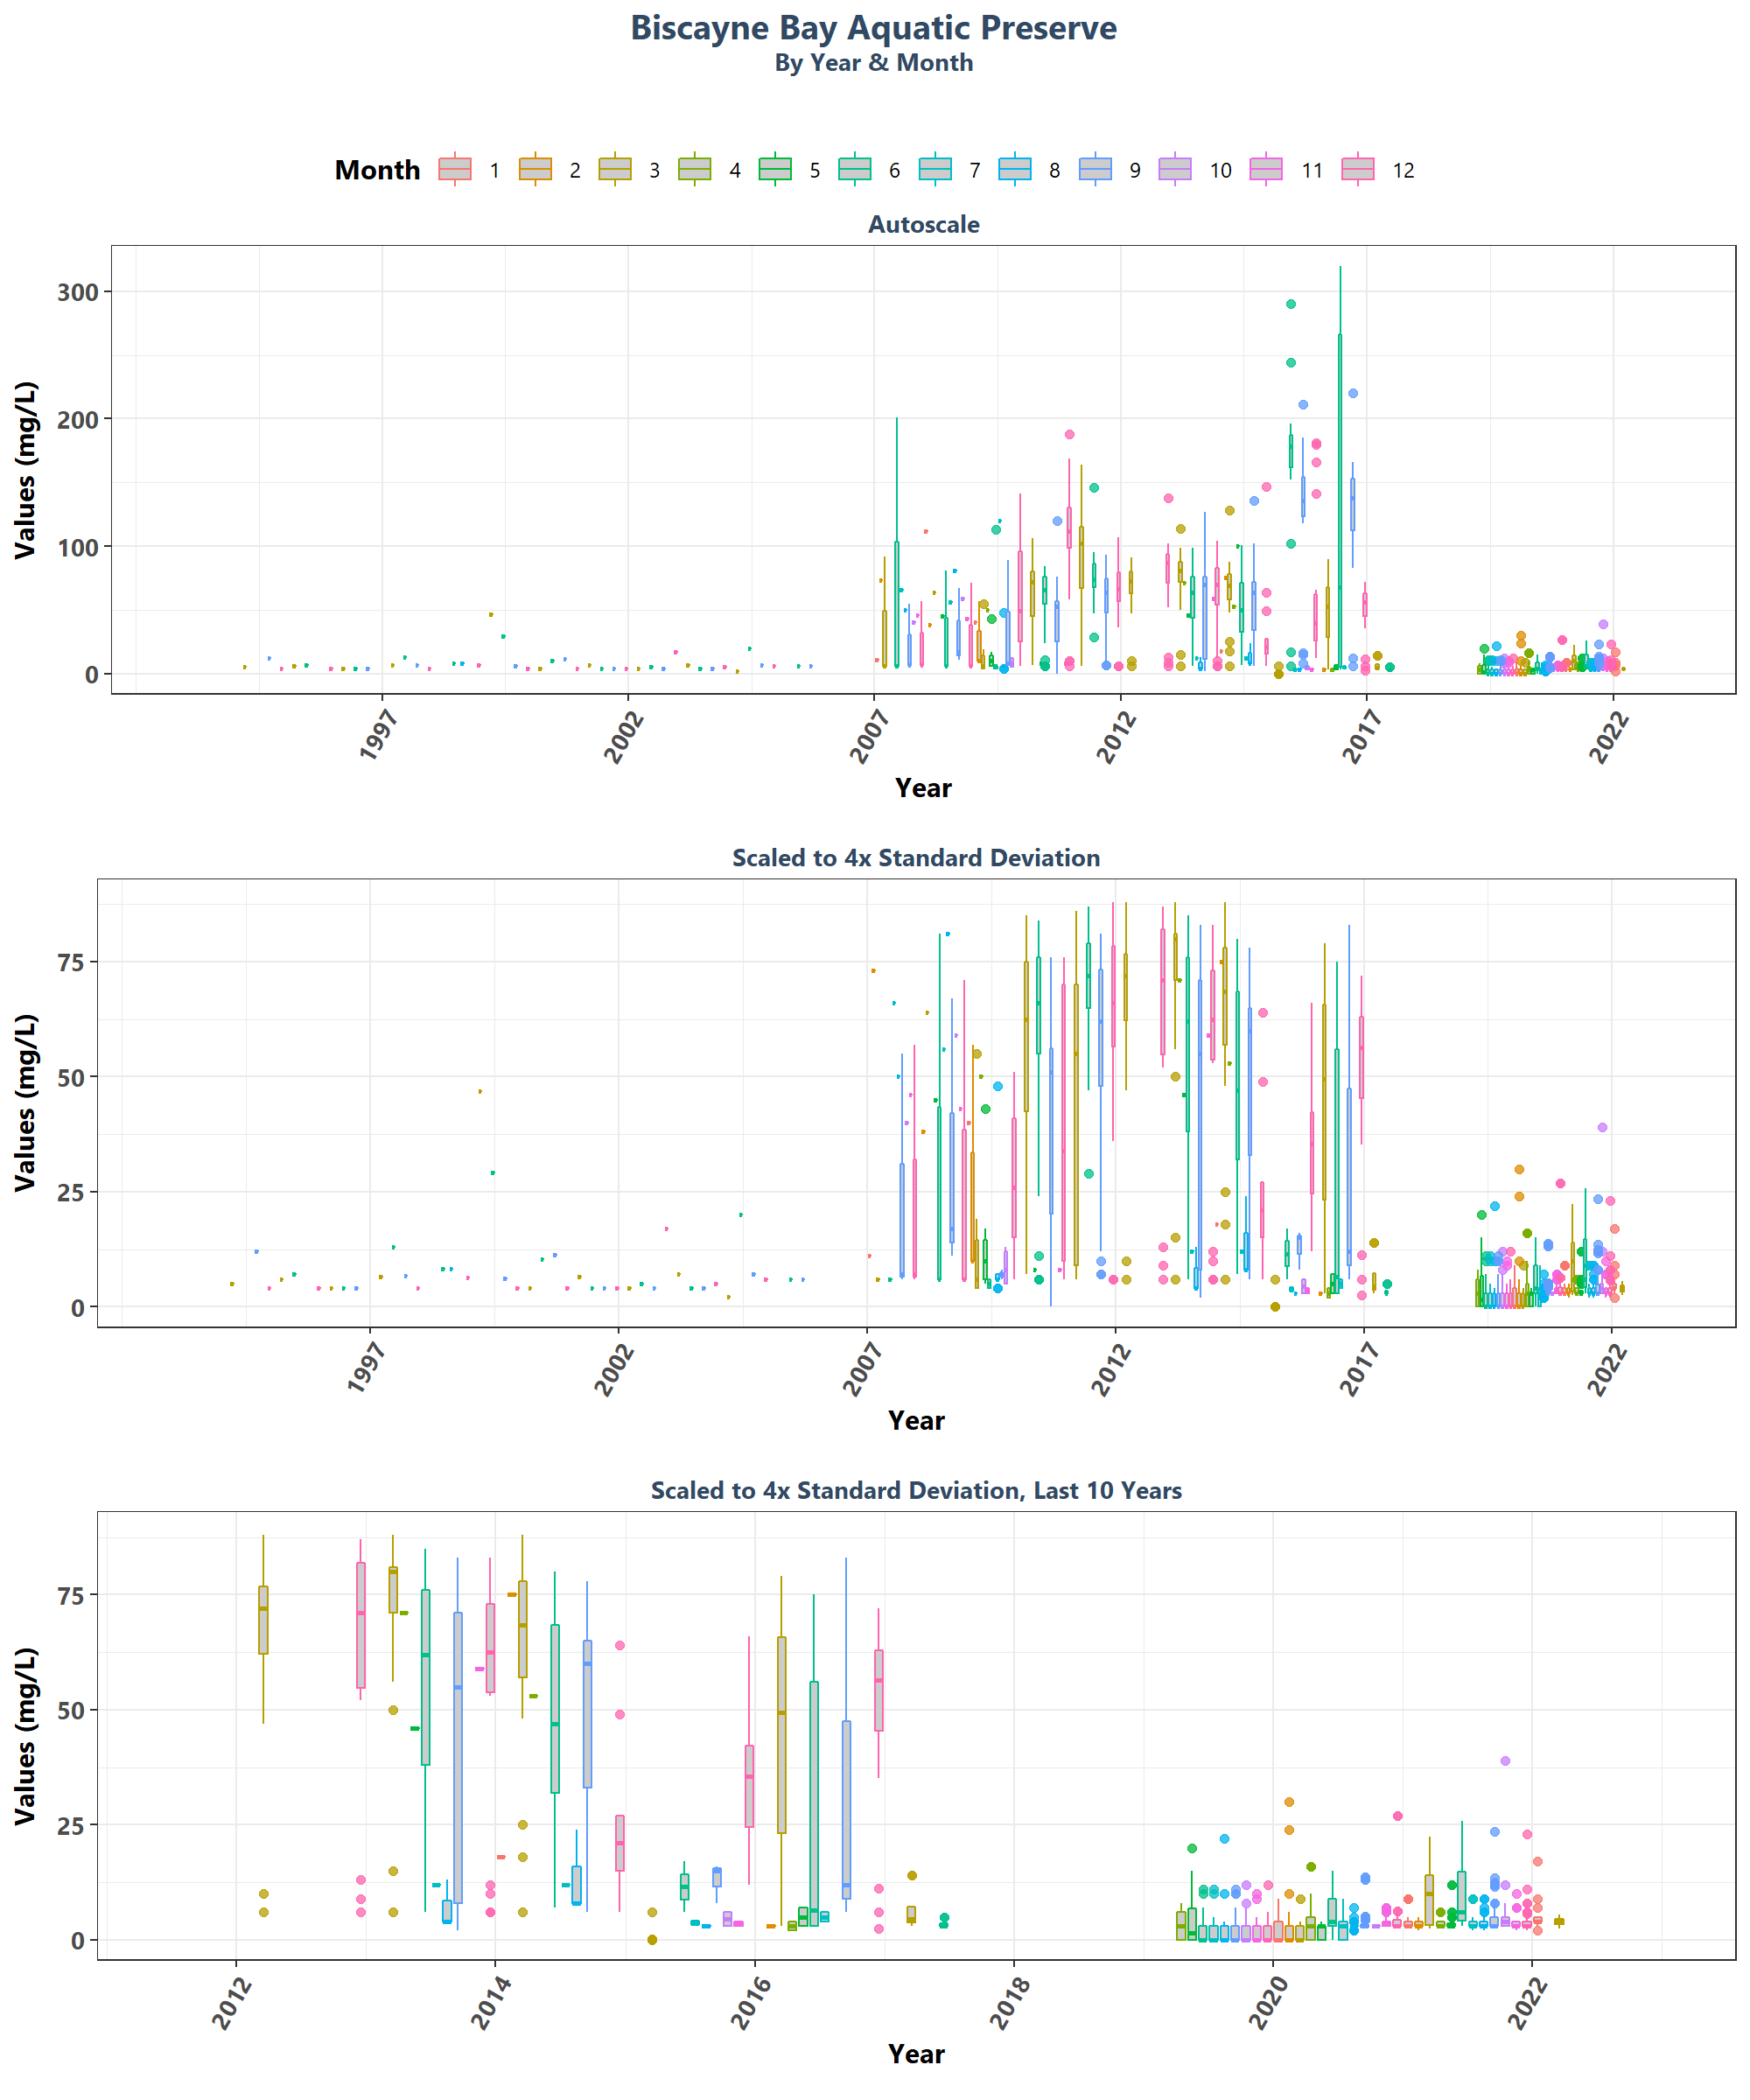 Biscayne Bay Aquatic Preserve
By Year & Month
Month 1 2 3 4 5 6 7 8 9 10 11 12
Autoscale
Values (mg/L)
300
200
100
0
1997 2002 2007 2012 2017 2022
Year
Scaled to 4x Standard Deviation
Values (mg/L)
75
50
25
0
1997 2002 2007 2012 2017 2022
Year
Scaled to 4x Standard Deviation, Last 10 Years
Values (mg/L)
75
50
25
0
2012 2014 2016 2018 2020 2022
Year